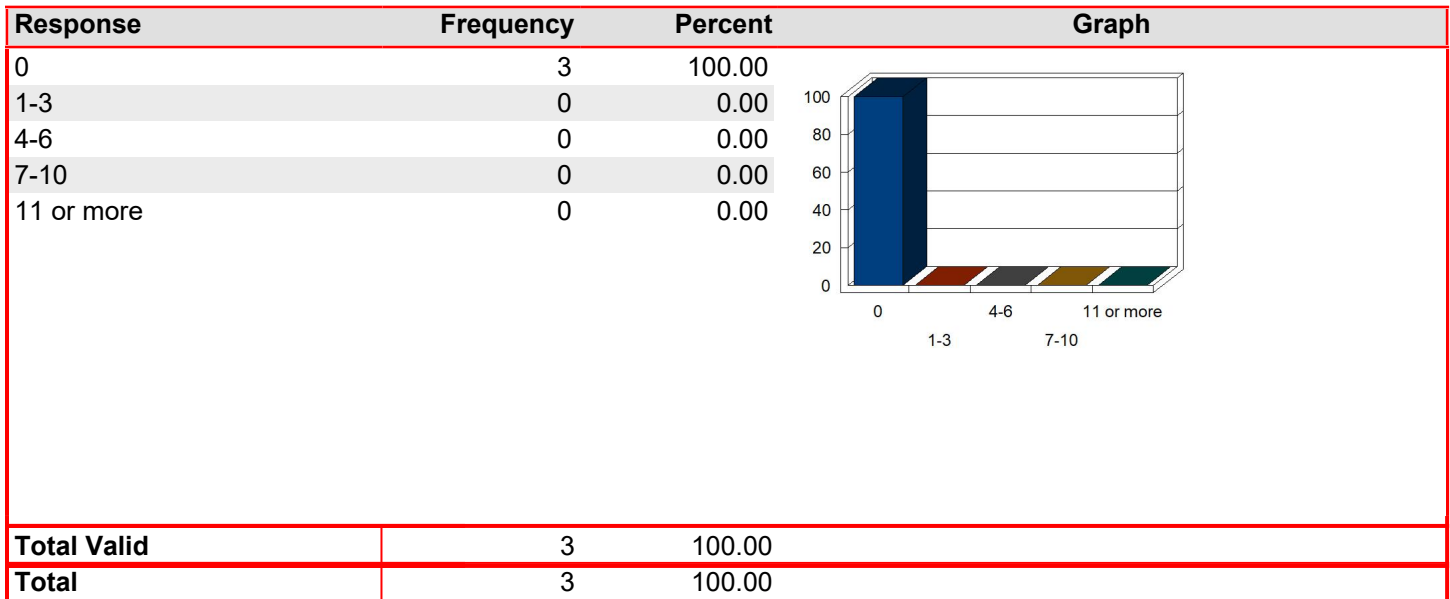 Response Frequency Percent Graph
0 3 100.00
1-3 0 0.00
4-6 0 0.00
7-10 0 0.00
11 or more 0 0.00
100
80
60
40
20
0
0 4-6 11 or more
1-3 7-10
Total Valid 3 100.00
Total 3 100.00